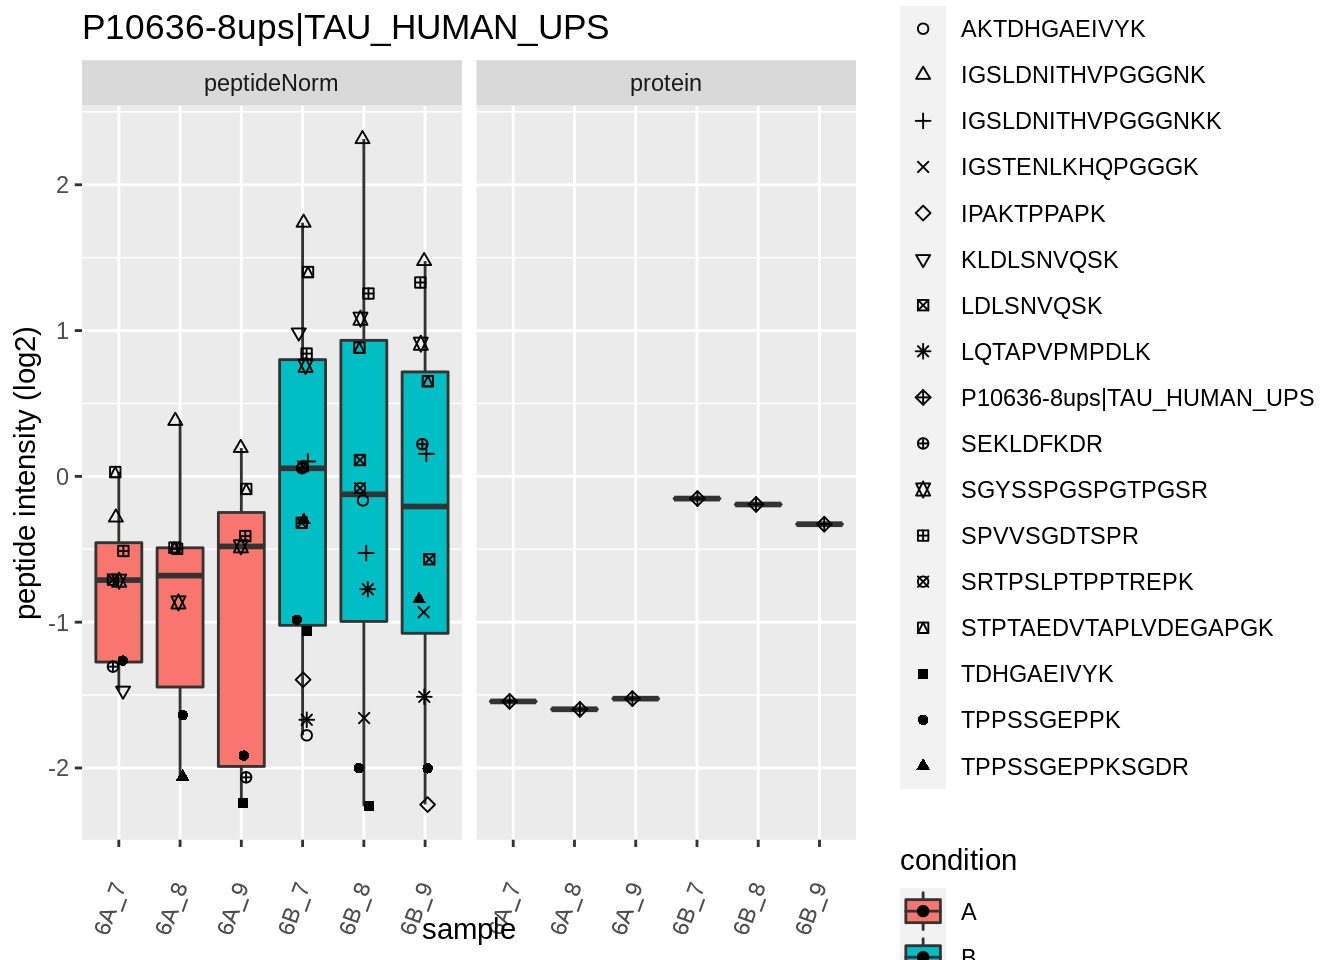 P10636-8ups|TAU_HUMAN_UPS
peptideNorm
protein
peptide intensity (log2)
2
1
0
-1
-2
6A_7
6A_8
6A_9
6B_7
6B_8
6B_9
6A_7
6A_8
6A_9
6B_7
6B_8
6B_9
sample
AKTDHGAEIVYK
IGSLDNITHVPGGGNK
IGSLDNITHVPGGGNKK
IGSTENLKHQPGGGK
IPAKTPPAPK
KLDLSNVQSK
LDLSNVQSK
LQTAPVPMPDLK
P10636-8ups|TAU_HUMAN_UPS
SEKLDFKDR
SGYSSPGSPGTPGSR
SPVVSGDTSPR
SRTPSLPTPPTREPK
STPTAEDVTAPLVDEGAPGK
TDHGAEIVYK
TPPSSGEPPK
TPPSSGEPPKSGDR
condition
A
B